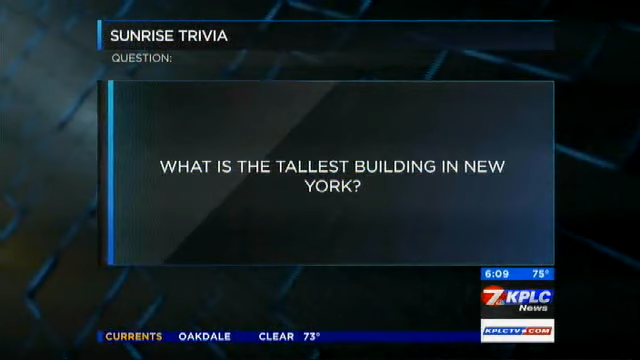 SUNRISE TRIVIA
QUESTION:
WHAT IS THE TALLEST BUILDING IN NEW
YORK?
6:09 75°
7 KPLC
News
KPLCTV.COM
CURRENTS OAKDALE CLEAR 73°